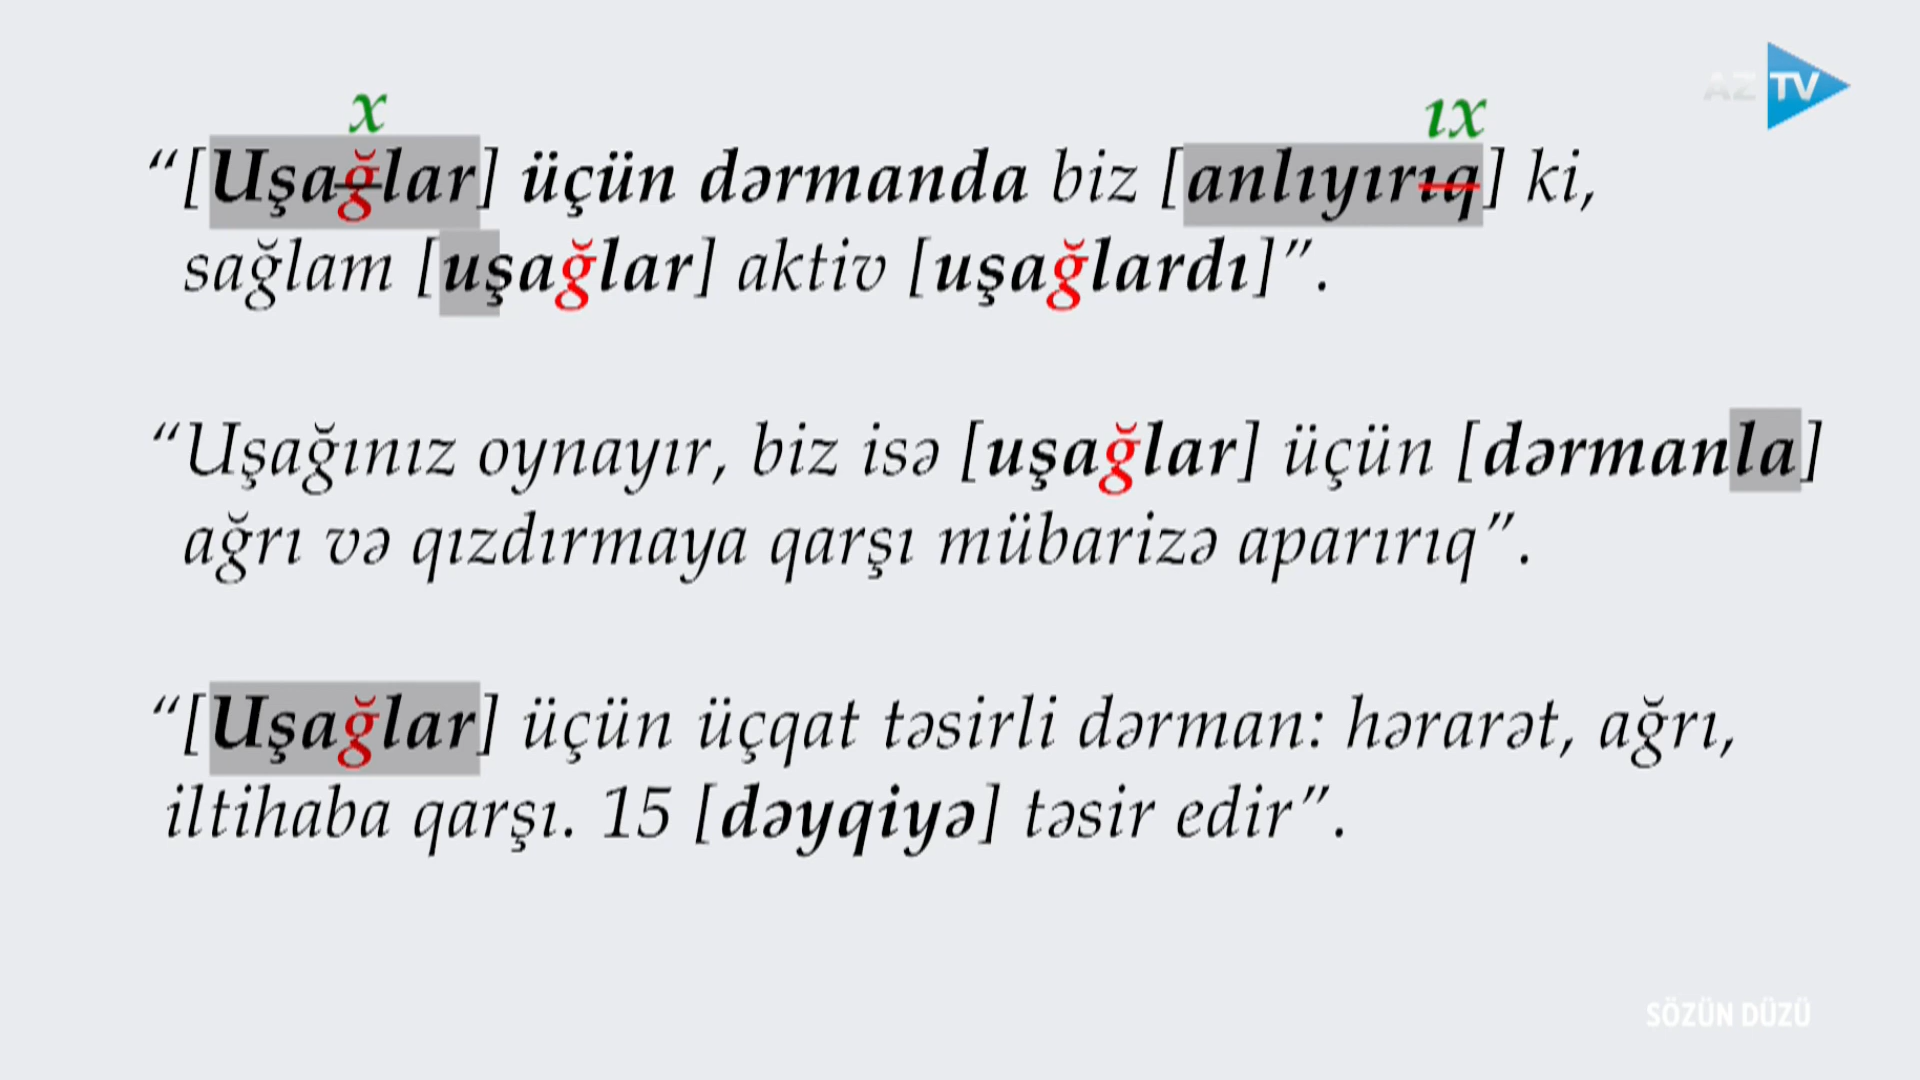 AZTV
x
ıx
“[Uşağlar] üçün dərmanda biz [anlıyırıq] ki,
sağlam [uşağlar] aktiv [uşağlardı]”.
“Uşağınız oynayır, biz isə [uşağlar] üçün [dərmanla]
ağrı və qızdırmaya qarşı mübarizə aparırıq”.
“[Uşağlar] üçün üçqat təsirli dərman: hərarət, ağrı,
iltihaba qarşı. 15 [dəyqiyə] təsir edir”.
SÖZÜN DÜZÜ